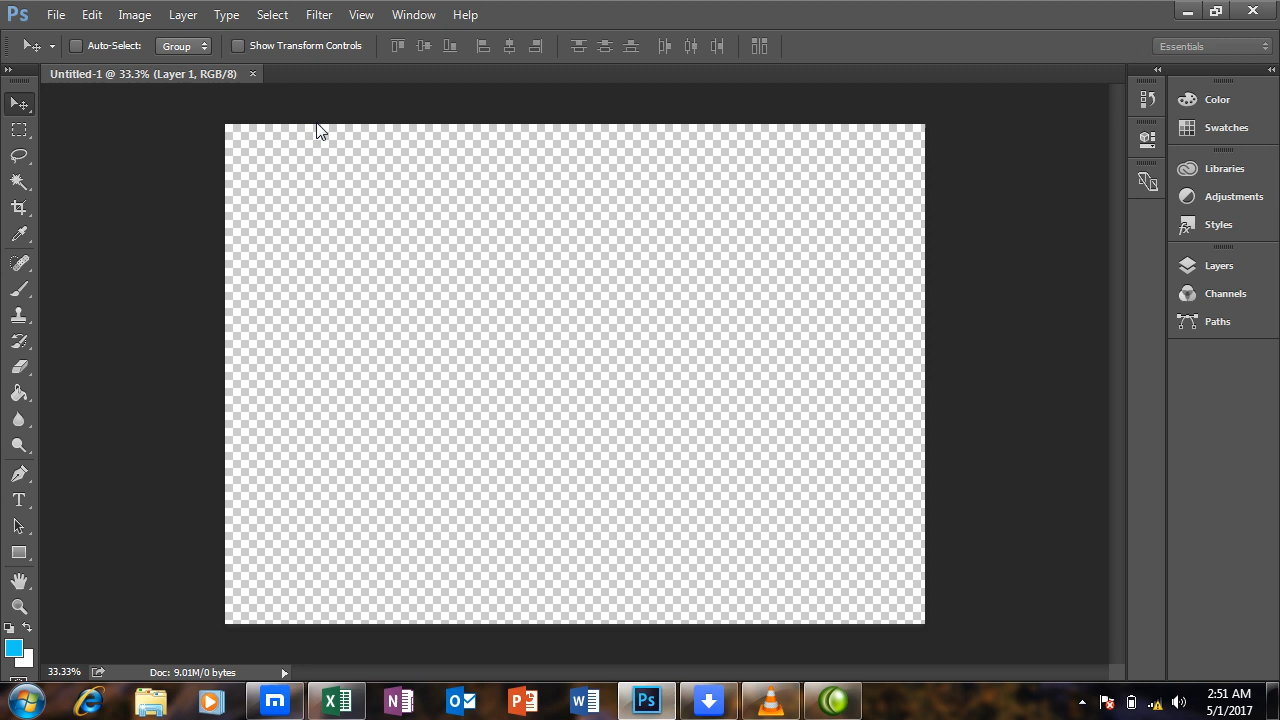 Ps File Edit Image Layer Type Select Filter View Window Help
Auto-Select: Group Show Transform Controls Essentials
Untitled-1 @ 33.3% (Layer 1, RGB/8) ×
Color
Swatches
Libraries
Adjustments
Styles
Layers
Channels
Paths
T
33.33% Doc: 9.01M/0 bytes
Ps
2:51 AM
5/1/2017